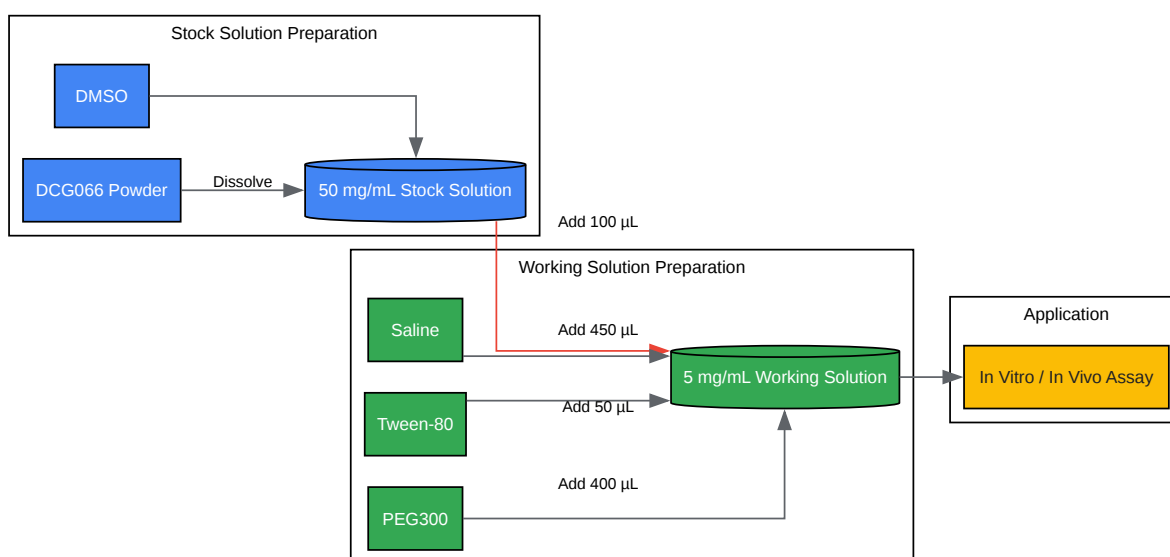 Stock Solution Preparation
DMSO
DCG066 Powder
Dissolve
50 mg/mL Stock Solution
Add 100 µL
Working Solution Preparation
Saline
Add 450 µL
5 mg/mL Working Solution
Tween-80
Add 50 µL
PEG300
Add 400 µL
Application
In Vitro / In Vivo Assay